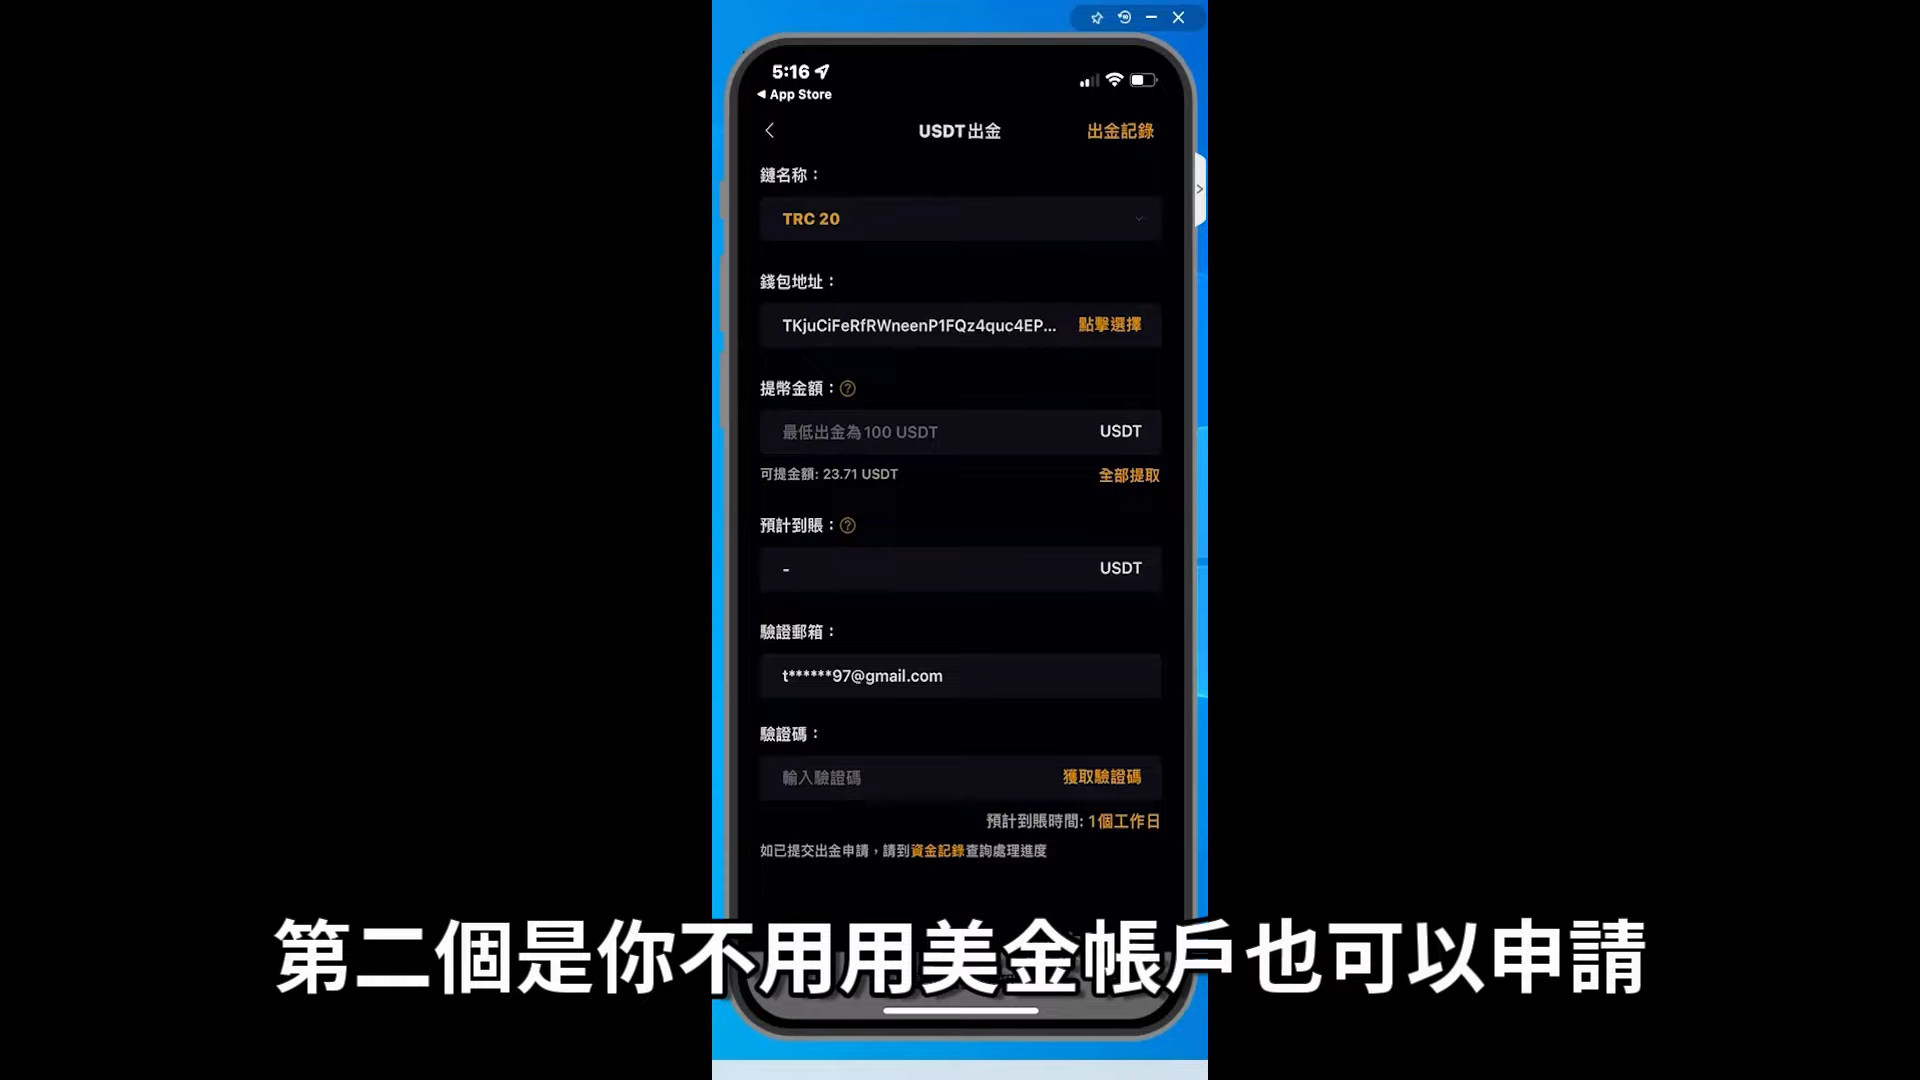 5:16
◀ App Store
USDT出金
出金記錄
鏈名称：
TRC 20
錢包地址：
TKjuCiFeRfRWneenP1FQz4quc4EP...
點擊選擇
提幣金額：
最低出金為100 USDT
USDT
可提金額: 23.71 USDT
全部提取
預計到賬：
-
USDT
驗證郵箱：
t******97@gmail.com
驗證碼：
輸入驗證碼
獲取驗證碼
預計到賬時間: 1個工作日
如已提交出金申請，請到資金記錄查詢處理進度
第二個是你不用用美金帳戶也可以申請